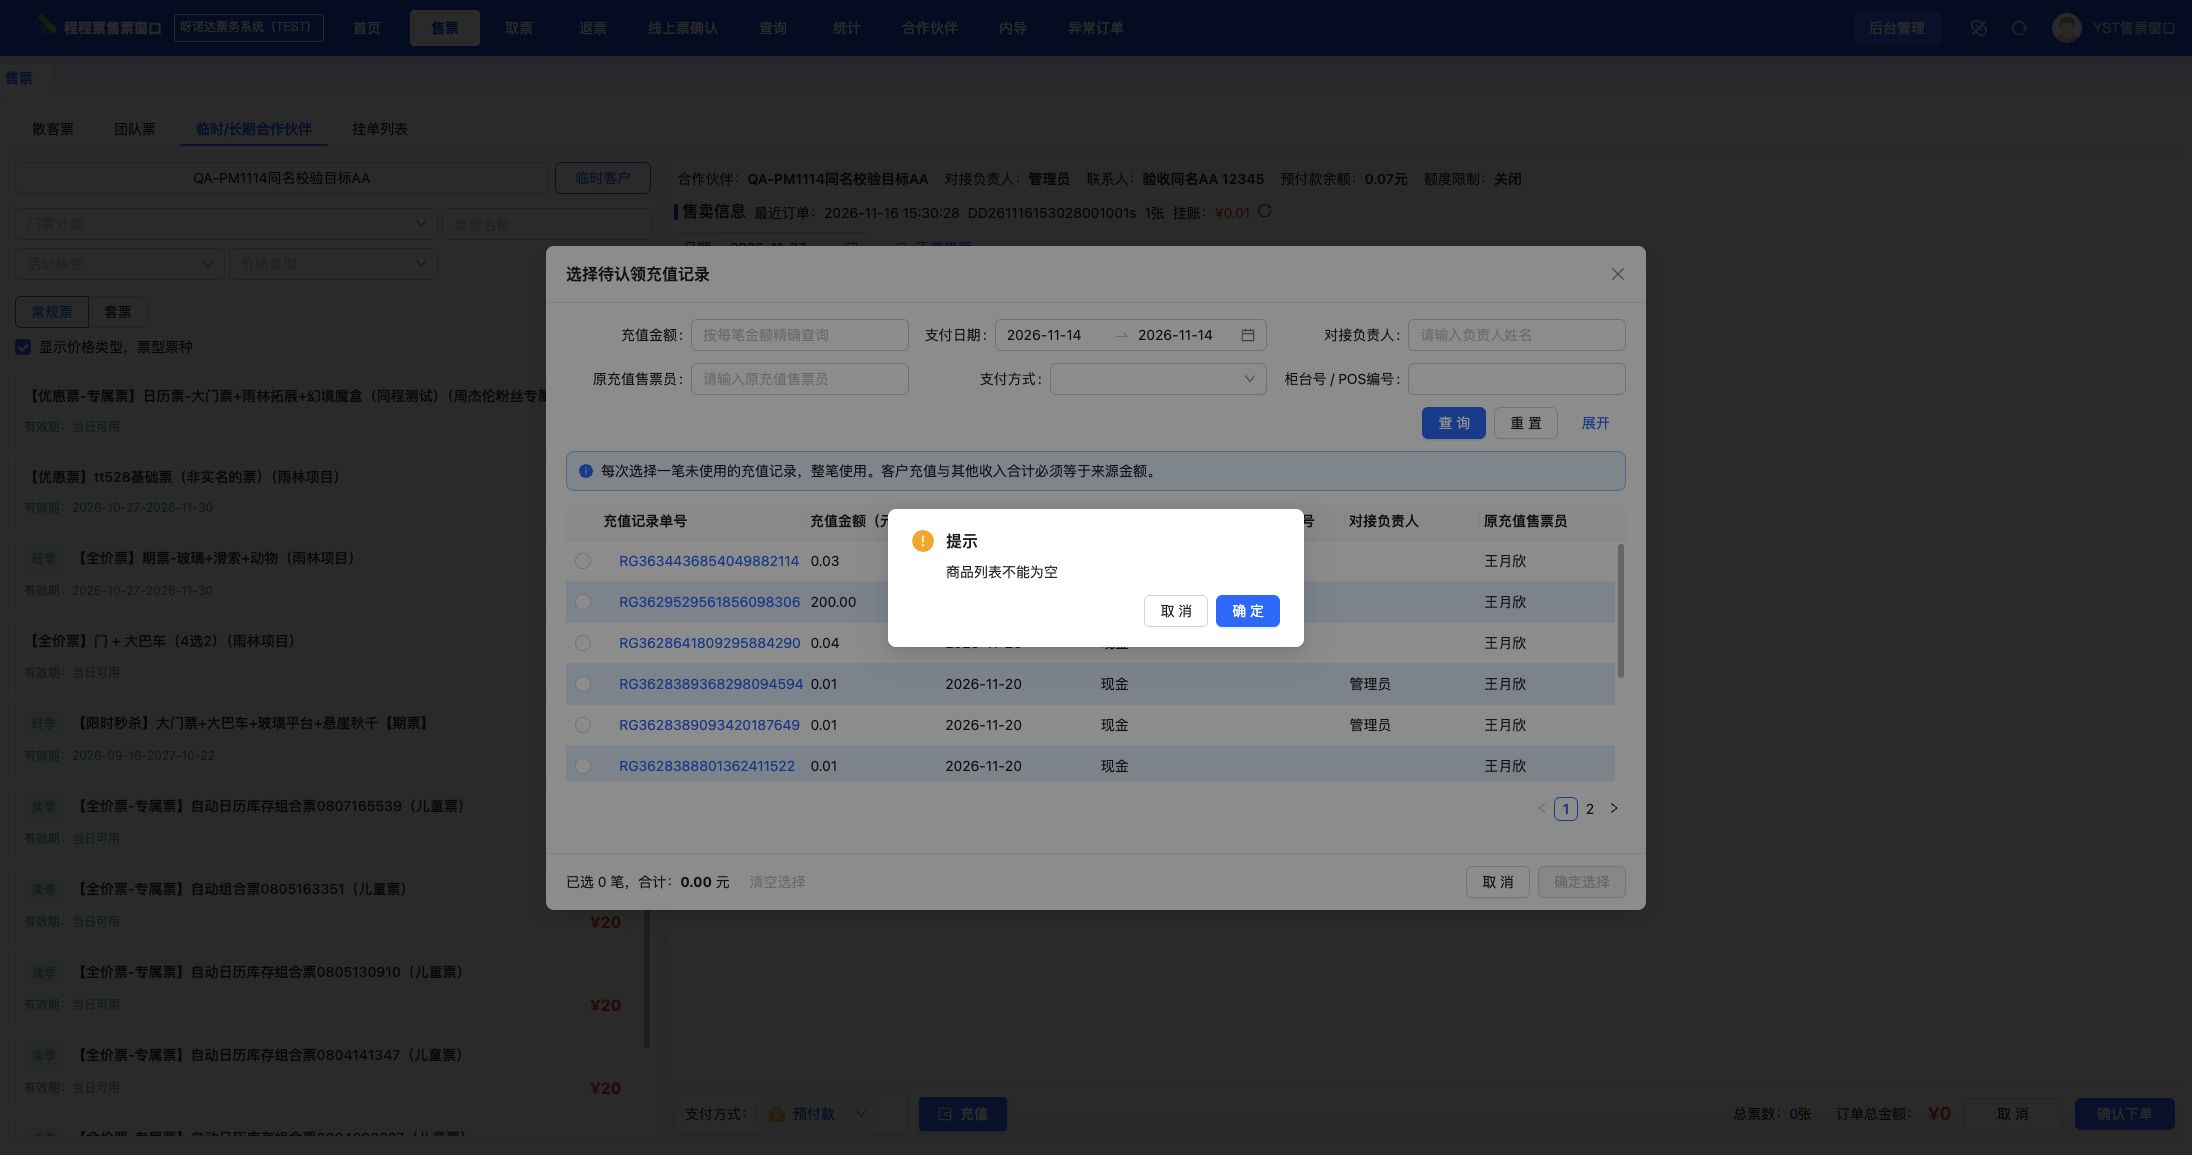 程程票售票窗口 呀诺达票务系统（TEST） 首页 售票 取票 退票 线上票确认 查询 统计 合作伙伴 内导 异常订单 后台管理 YST售票窗口
售票
散客票 团队票 临时/长期合作伙伴 挂单列表
QA-PM1114同名校验目标AA 临时客户
合作伙伴: QA-PM1114同名校验目标AA 对接负责人: 管理员 联系人: 验收同名AA 12345 预付款余额: 0.07元 额度限制: 关闭
售卖信息 最近订单: 2026-11-16 15:30:28 DD261116153028001001s 1张 挂账: ¥0.01
门票分类 票型名称
活动标签 价格类型
常规票 套票
显示价格类型，票型票种
【优惠票-专属票】日历票-大门票+雨林拓展+幻境魔盒（同程测试）（周杰伦粉丝专属
有效期: 当日可用
【优惠票】tt528基础票（非实名的票）（雨林项目）
有效期: 2026-10-27-2026-11-30
旺季 【全价票】期票-玻璃+滑索+动物（雨林项目）
有效期: 2026-10-27-2026-11-30
【全价票】门 + 大巴车（4选2）（雨林项目）
有效期: 当日可用
旺季 【限时秒杀】大门票+大巴车+玻璃平台+悬崖秋千【期票】
有效期: 2026-09-16-2027-10-22
淡季 【全价票-专属票】自动日历库存组合票0807165539（儿童票）
有效期: 当日可用
淡季 【全价票-专属票】自动组合票0805163351（儿童票）
有效期: 当日可用 ¥20
淡季 【全价票-专属票】自动日历库存组合票0805130910（儿童票）
有效期: 当日可用 ¥20
淡季 【全价票-专属票】自动日历库存组合票0804141347（儿童票）
有效期: 当日可用 ¥20
选择待认领充值记录
充值金额: 按每笔金额精确查询 支付日期: 2026-11-14 → 2026-11-14 对接负责人: 请输入负责人姓名
原充值售票员: 请输入原充值售票员 支付方式: 柜台号 / POS编号:
查 询 重 置 展开
每次选择一笔未使用的充值记录，整笔使用。客户充值与其他收入合计必须等于来源金额。
充值记录单号 充值金额（元 号 对接负责人 原充值售票员
RG3634436854049882114 0.03 王月欣
RG3629529561856098306 200.00 王月欣
RG3628641809295884290 0.04 2026-11-20 现金 王月欣
RG3628389368298094594 0.01 2026-11-20 现金 管理员 王月欣
RG3628389093420187649 0.01 2026-11-20 现金 管理员 王月欣
RG3628388801362411522 0.01 2026-11-20 现金 王月欣
1 2
已选 0 笔，合计: 0.00 元 清空选择 取 消 确定选择
提示
商品列表不能为空
取 消 确 定
支付方式: 预付款 充值 总票数: 0张 订单总金额: ¥0 取 消 确认下单